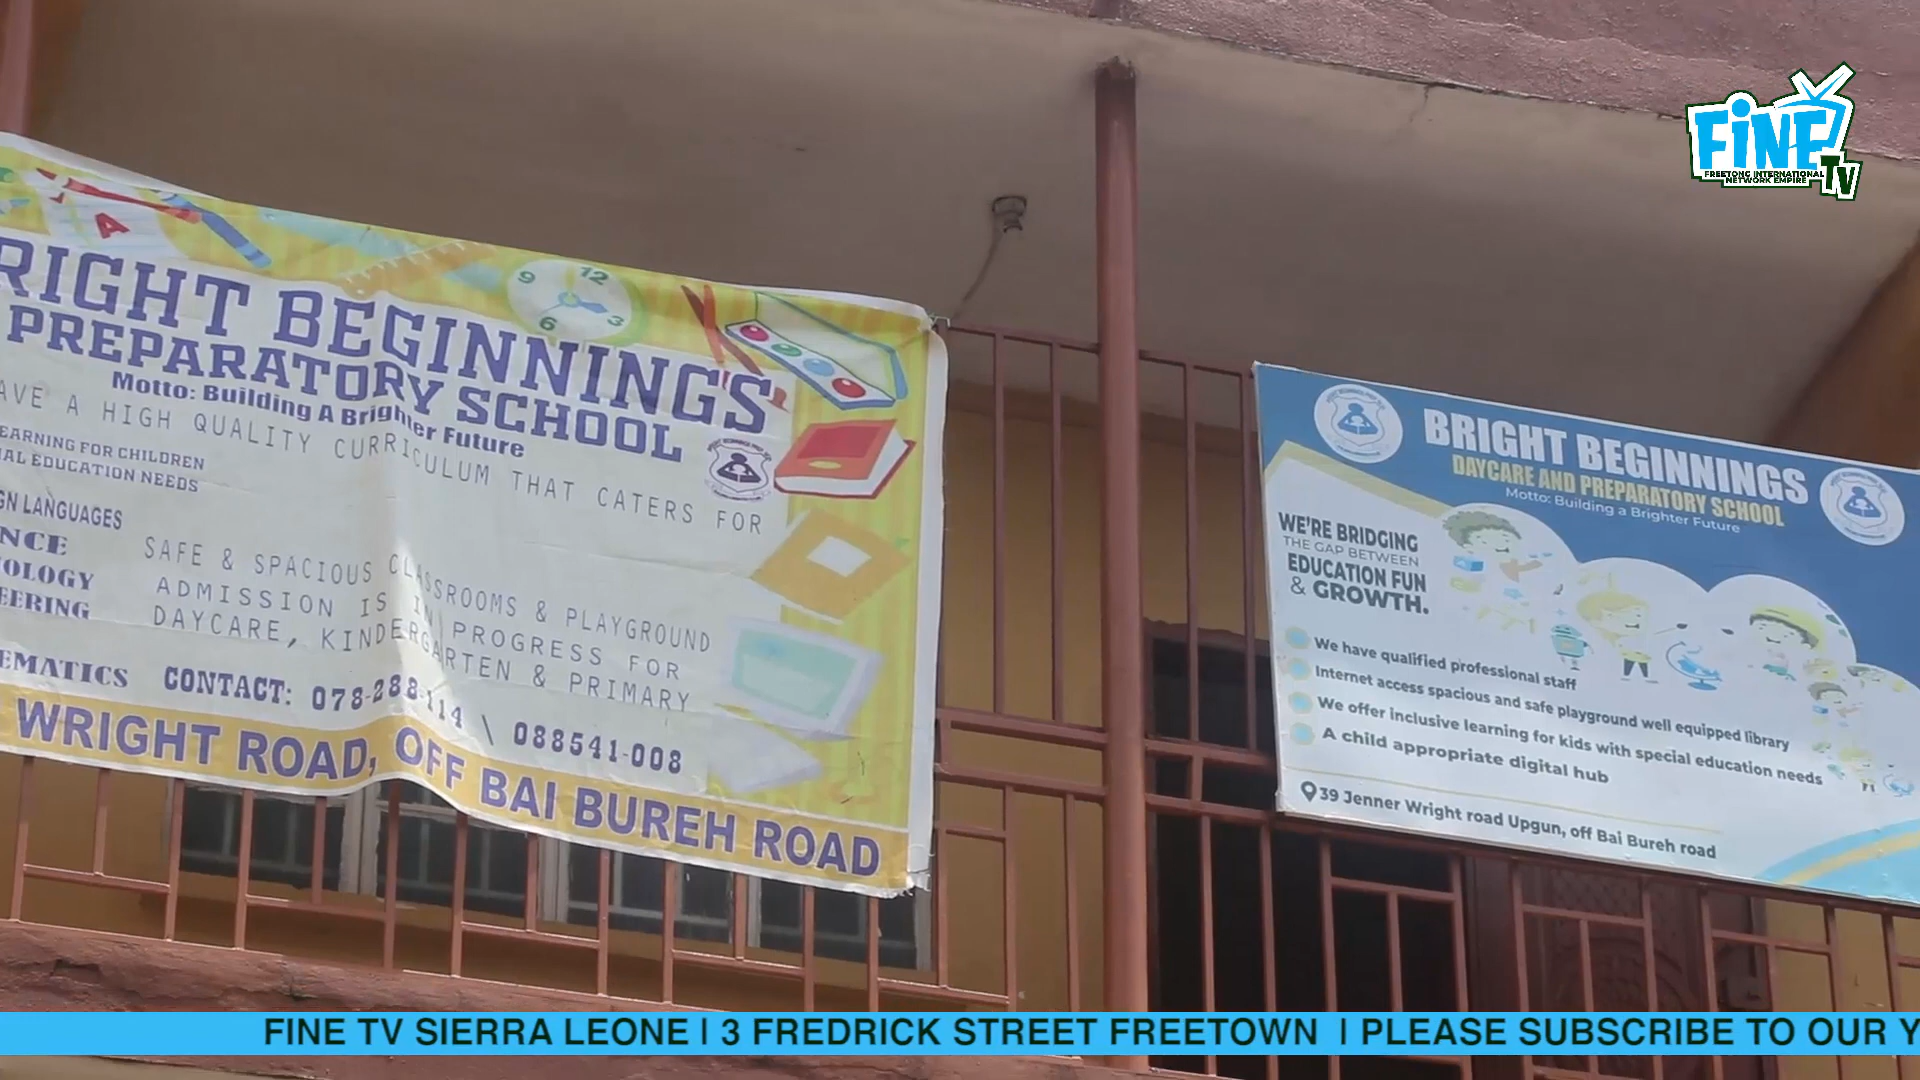 RIGHT BEGINNINGS
PREPARATORY SCHOOL
Motto: Building A Brighter Future
AVE A HIGH QUALITY CURRICULUM THAT CATERS FOR
EARNING FOR CHILDREN
IAL EDUCATION NEEDS
GN LANGUAGES
SAFE & SPACIOUS CLASSROOMS & PLAYGROUND
ADMISSION IS IN PROGRESS FOR
DAYCARE, KINDERGARTEN & PRIMARY
NCE
OLOGY
EERING
EMATICS
CONTACT: 078-288-114 \ 088541-008
WRIGHT ROAD, OFF BAI BUREH ROAD
A
9 12 3 6
BRIGHT BEGINNINGS
DAYCARE AND PREPARATORY SCHOOL
Motto: Building a Brighter Future
WE'RE BRIDGING
THE GAP BETWEEN
EDUCATION FUN
& GROWTH.
We have qualified professional staff
Internet access spacious and safe playground well equipped library
We offer inclusive learning for kids with special education needs
A child appropriate digital hub
39 Jenner Wright road Upgun, off Bai Bureh road
FiNE TV
FREETONG INTERNATIONAL
NETWORK EMPIRE
FINE TV SIERRA LEONE | 3 FREDRICK STREET FREETOWN | PLEASE SUBSCRIBE TO OUR Y